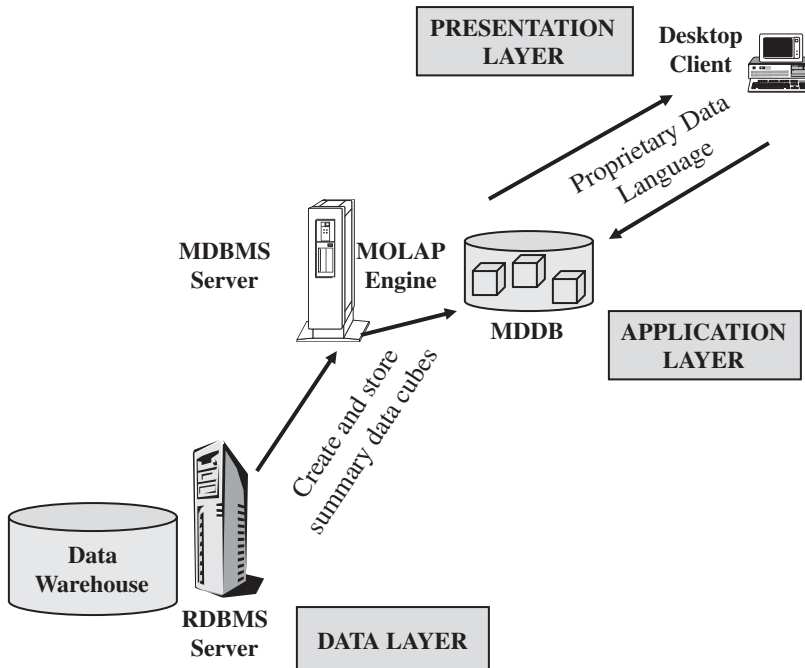 PRESENTATION
LAYER
Desktop
Client
Proprietary Data
Language
MDBMS
Server
MOLAP
Engine
MDDB
APPLICATION
LAYER
Create and store
summary data cubes
Data
Warehouse
RDBMS
Server
DATA LAYER